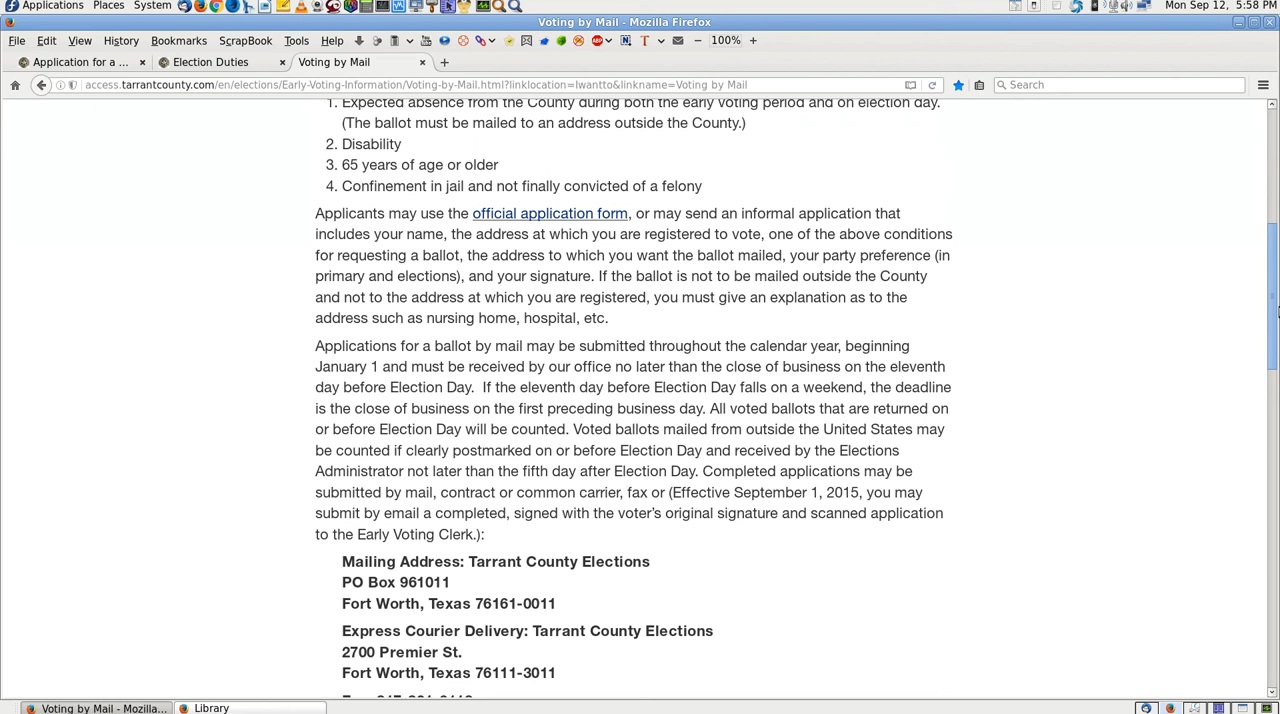 Applications Places System Mon Sep 12, 5:58 PM
Voting by Mail - Mozilla Firefox
File Edit View History Bookmarks ScrapBook Tools Help 100%
Application for a ... Election Duties Voting by Mail
access.tarrantcounty.com/en/elections/Early-Voting-Information/Voting-by-Mail.html?linklocation=Iwantto&linkname=Voting by Mail Search
1. Expected absence from the County during both the early voting period and on election day.
(The ballot must be mailed to an address outside the County.)
2. Disability
3. 65 years of age or older
4. Confinement in jail and not finally convicted of a felony
Applicants may use the official application form, or may send an informal application that
includes your name, the address at which you are registered to vote, one of the above conditions
for requesting a ballot, the address to which you want the ballot mailed, your party preference (in
primary and elections), and your signature. If the ballot is not to be mailed outside the County
and not to the address at which you are registered, you must give an explanation as to the
address such as nursing home, hospital, etc.
Applications for a ballot by mail may be submitted throughout the calendar year, beginning
January 1 and must be received by our office no later than the close of business on the eleventh
day before Election Day. If the eleventh day before Election Day falls on a weekend, the deadline
is the close of business on the first preceding business day. All voted ballots that are returned on
or before Election Day will be counted. Voted ballots mailed from outside the United States may
be counted if clearly postmarked on or before Election Day and received by the Elections
Administrator not later than the fifth day after Election Day. Completed applications may be
submitted by mail, contract or common carrier, fax or (Effective September 1, 2015, you may
submit by email a completed, signed with the voter's original signature and scanned application
to the Early Voting Clerk.):
Mailing Address: Tarrant County Elections
PO Box 961011
Fort Worth, Texas 76161-0011
Express Courier Delivery: Tarrant County Elections
2700 Premier St.
Fort Worth, Texas 76111-3011
Voting by Mail - Mozilla... Library